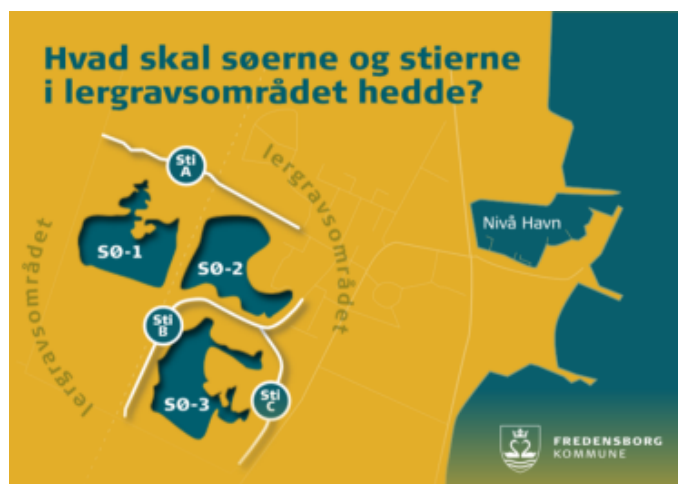 Hvad skal søerne og stierne
i lergravsområdet hedde?
Sti
A
lergravsområdet
lergravsområdet
SØ-1
SØ-2
Nivå Havn
Sti
B
SØ-3
Sti
C
FREDENSBORG
KOMMUNE